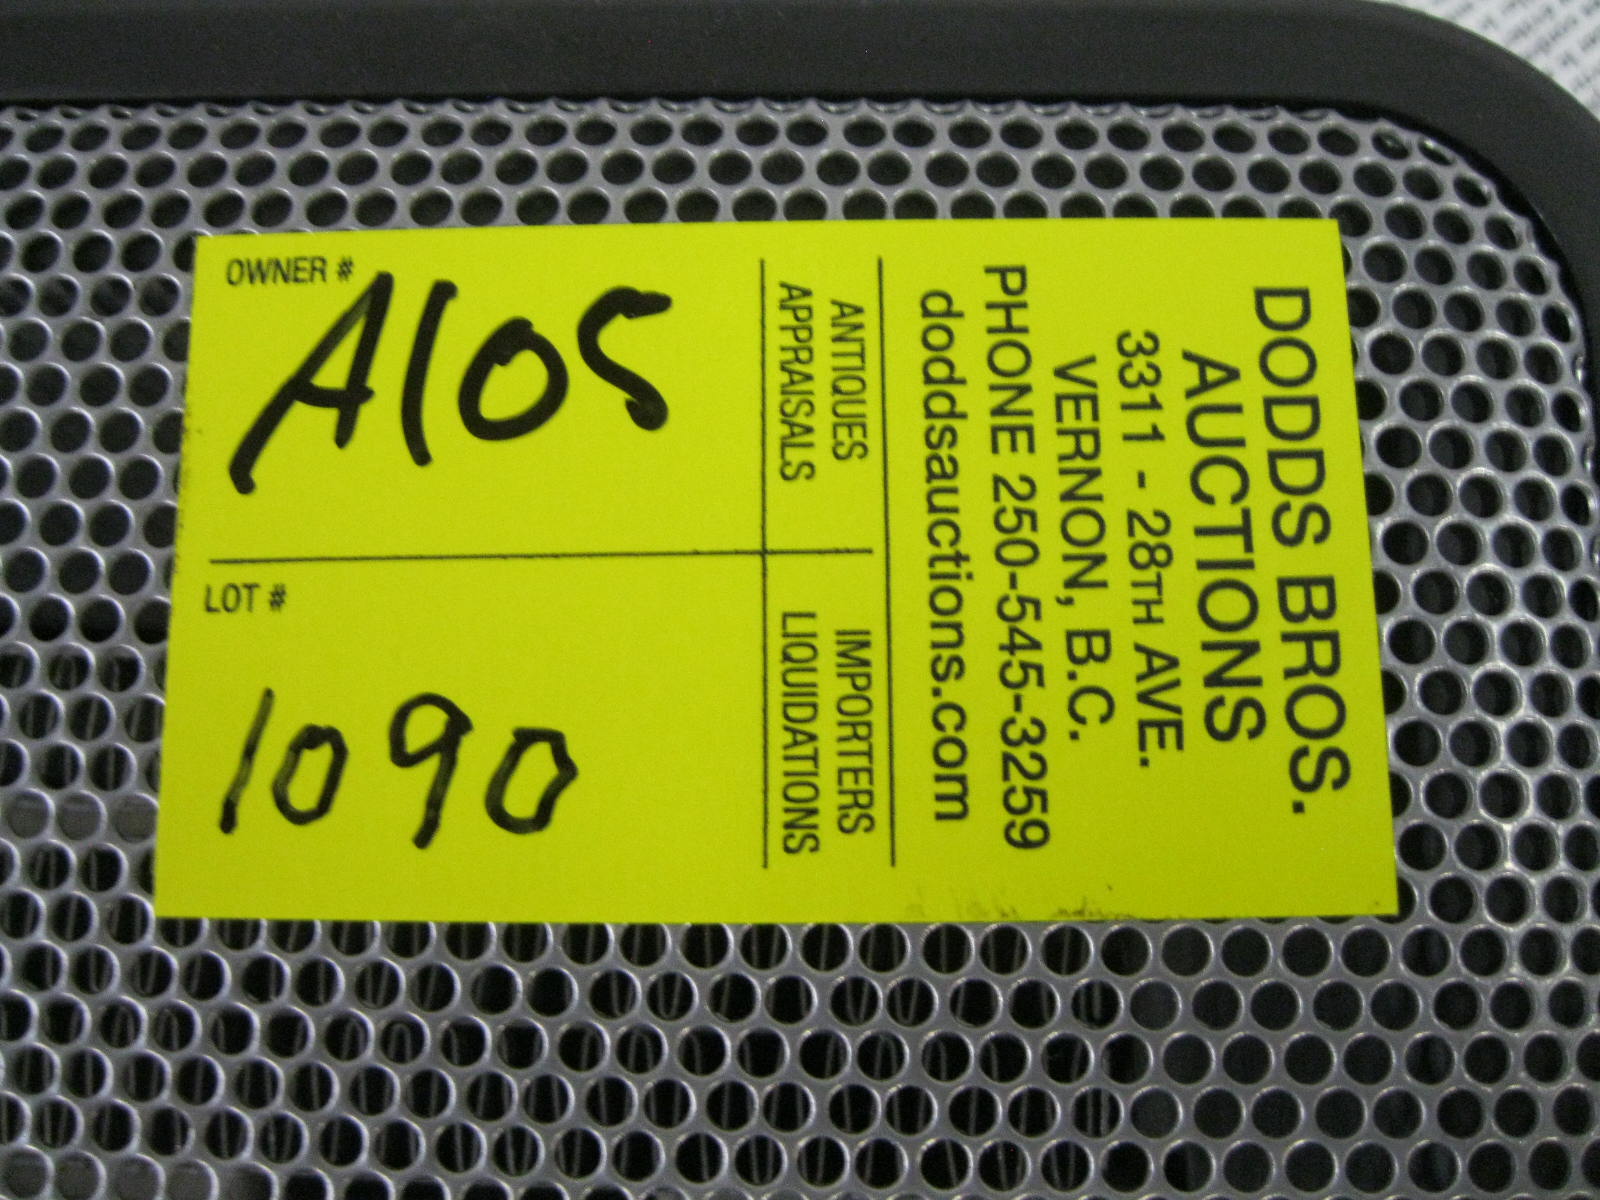 DODDS BROS.
AUCTIONS
3311 - 28TH AVE.
VERNON, B.C.
PHONE 250-545-3259
doddsauctions.com
ANTIQUES
APPRAISALS
IMPORTERS
LIQUIDATIONS
OWNER #
A105
LOT #
1090